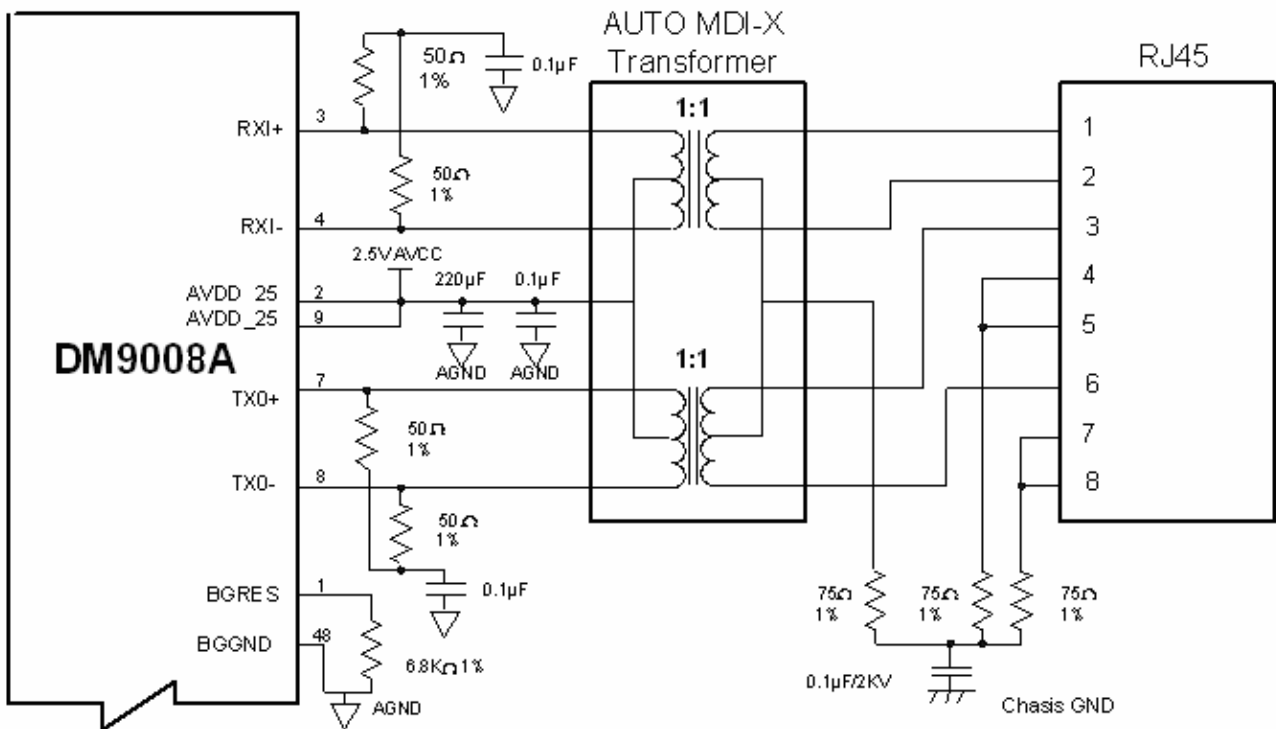 AUTO MDI-X
Transformer
RJ45
50Ω
1%
0.1µF
1:1
RXI+
3
1
50Ω
1%
2
RXI-
4
3
2.5VAVCC
4
220µF
0.1µF
AVDD_25
2
AVDD_25
9
5
DM9008A
AGND
AGND
1:1
TX0+
7
6
50Ω
1%
7
TX0-
8
8
50Ω
1%
BGRES
1
0.1µF
75Ω
1%
75Ω
1%
75Ω
1%
BGGND
48
6.8KΩ 1%
AGND
0.1µF/2KV
Chasis GND